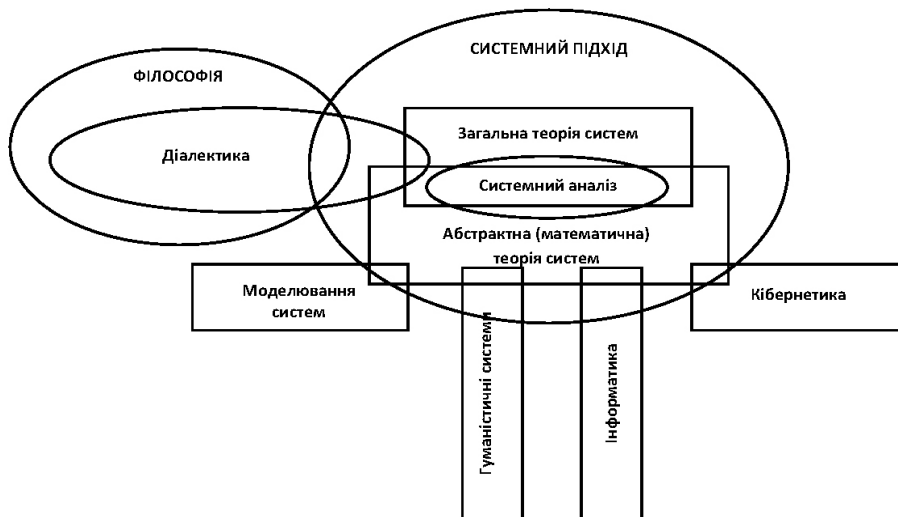 СИСТЕМНИЙ ПІДХІД
ФІЛОСОФІЯ
Загальна теорія систем
Діалектика
Системний аналіз
Абстрактна (математична)
теорія систем
Моделювання
систем
Кібернетика
Гуманістичні системи
Інформатика